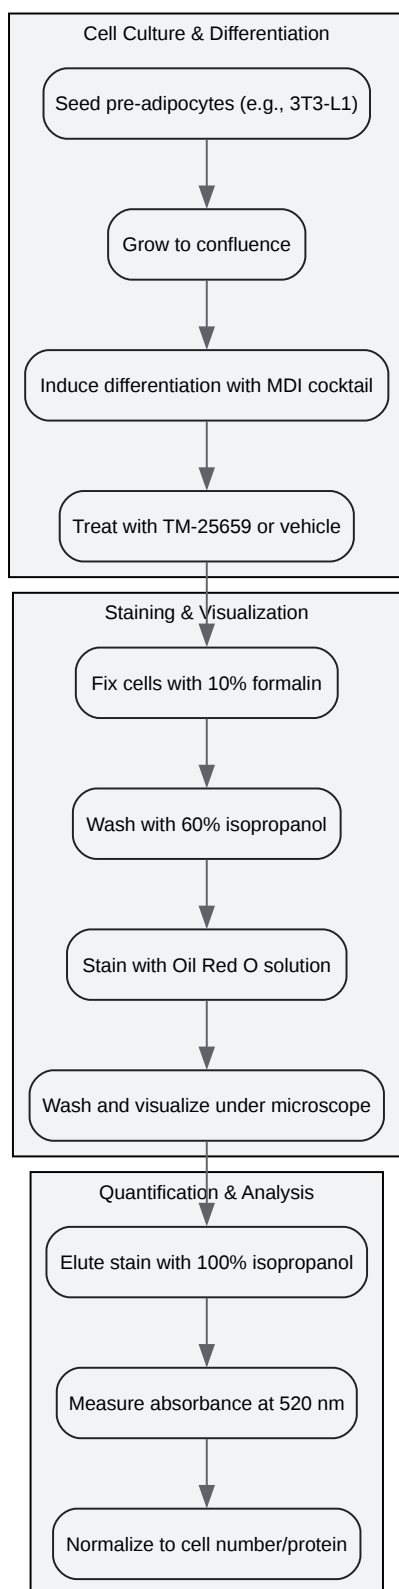 Cell Culture & Differentiation
Seed pre-adipocytes (e.g., 3T3-L1)
Grow to confluence
Induce differentiation with MDI cocktail
Treat with TM-25659 or vehicle
Staining & Visualization
Fix cells with 10% formalin
Wash with 60% isopropanol
Stain with Oil Red O solution
Wash and visualize under microscope
Quantification & Analysis
Elute stain with 100% isopropanol
Measure absorbance at 520 nm
Normalize to cell number/protein